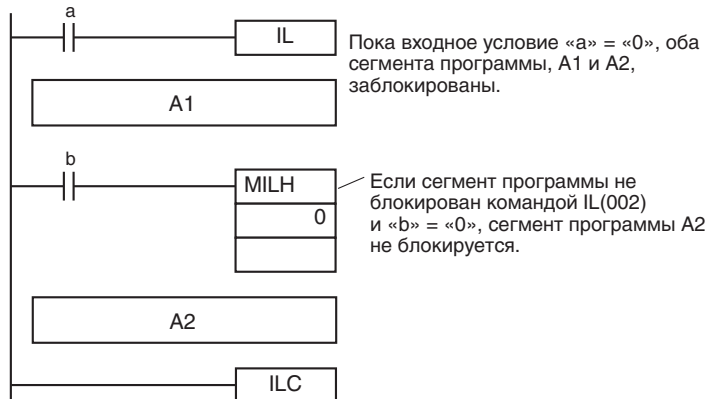 a
IL
Пока входное условие «a» = «0», оба
сегмента программы, A1 и A2,
заблокированы.
A1
b
MILH
0
Если сегмент программы не
блокирован командой IL(002)
и «b» = «0», сегмент программы A2
не блокируется.
A2
ILC